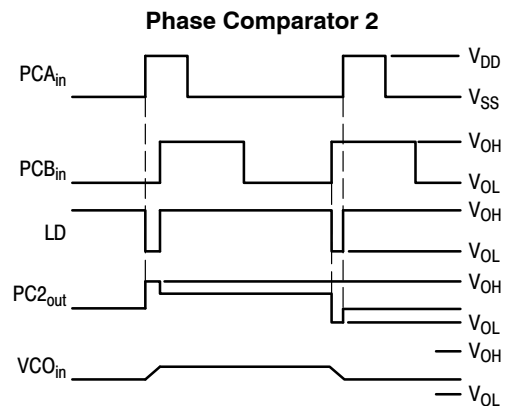 Phase Comparator 2
PCAin
VDD
VSS
PCBin
VOH
VOL
LD
VOH
VOL
PC2out
VOH
VOL
VCOin
VOH
VOL